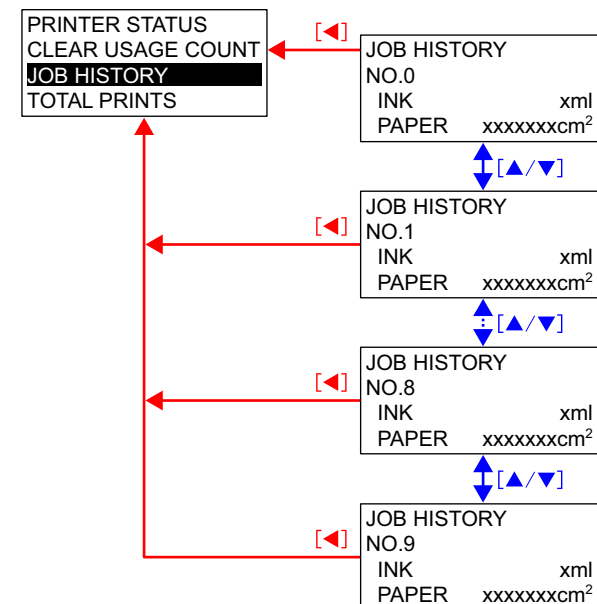 PRINTER STATUS
CLEAR USAGE COUNT
JOB HISTORY
TOTAL PRINTS
[◀]
JOB HISTORY
NO.0
INK xml
PAPER xxxxxxxcm²
[▲/▼]
[◀]
JOB HISTORY
NO.1
INK xml
PAPER xxxxxxxcm²
[▲/▼]
[◀]
JOB HISTORY
NO.8
INK xml
PAPER xxxxxxxcm²
[▲/▼]
[◀]
JOB HISTORY
NO.9
INK xml
PAPER xxxxxxxcm²